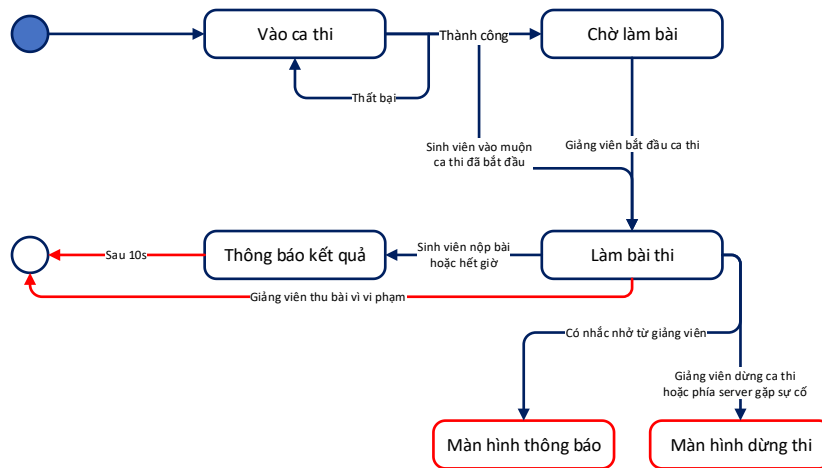 Vào ca thi
Thành công
Chờ làm bài
Thất bại
Sinh viên vào muộn
ca thi đã bắt đầu
Giảng viên bắt đầu ca thi
Sau 10s
Thông báo kết quả
Sinh viên nộp bài
hoặc hết giờ
Làm bài thi
Giảng viên thu bài vì vi phạm
Có nhắc nhở từ giảng viên
Giảng viên dừng ca thi
hoặc phía server gặp sự cố
Màn hình thông báo
Màn hình dừng thi